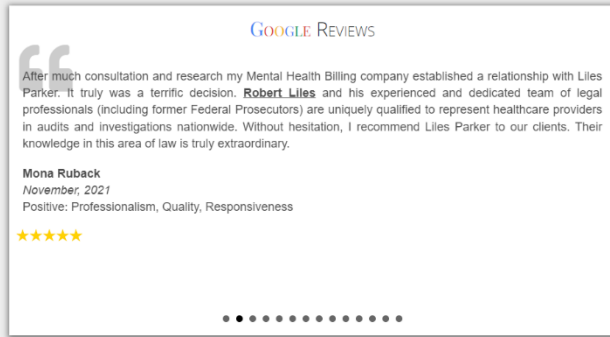 GOOGLE REVIEWS
After much consultation and research my Mental Health Billing company established a relationship with Liles
Parker. It truly was a terrific decision. Robert Liles and his experienced and dedicated team of legal
professionals (including former Federal Prosecutors) are uniquely qualified to represent healthcare providers
in audits and investigations nationwide. Without hesitation, I recommend Liles Parker to our clients. Their
knowledge in this area of law is truly extraordinary.
Mona Ruback
November, 2021
Positive: Professionalism, Quality, Responsiveness